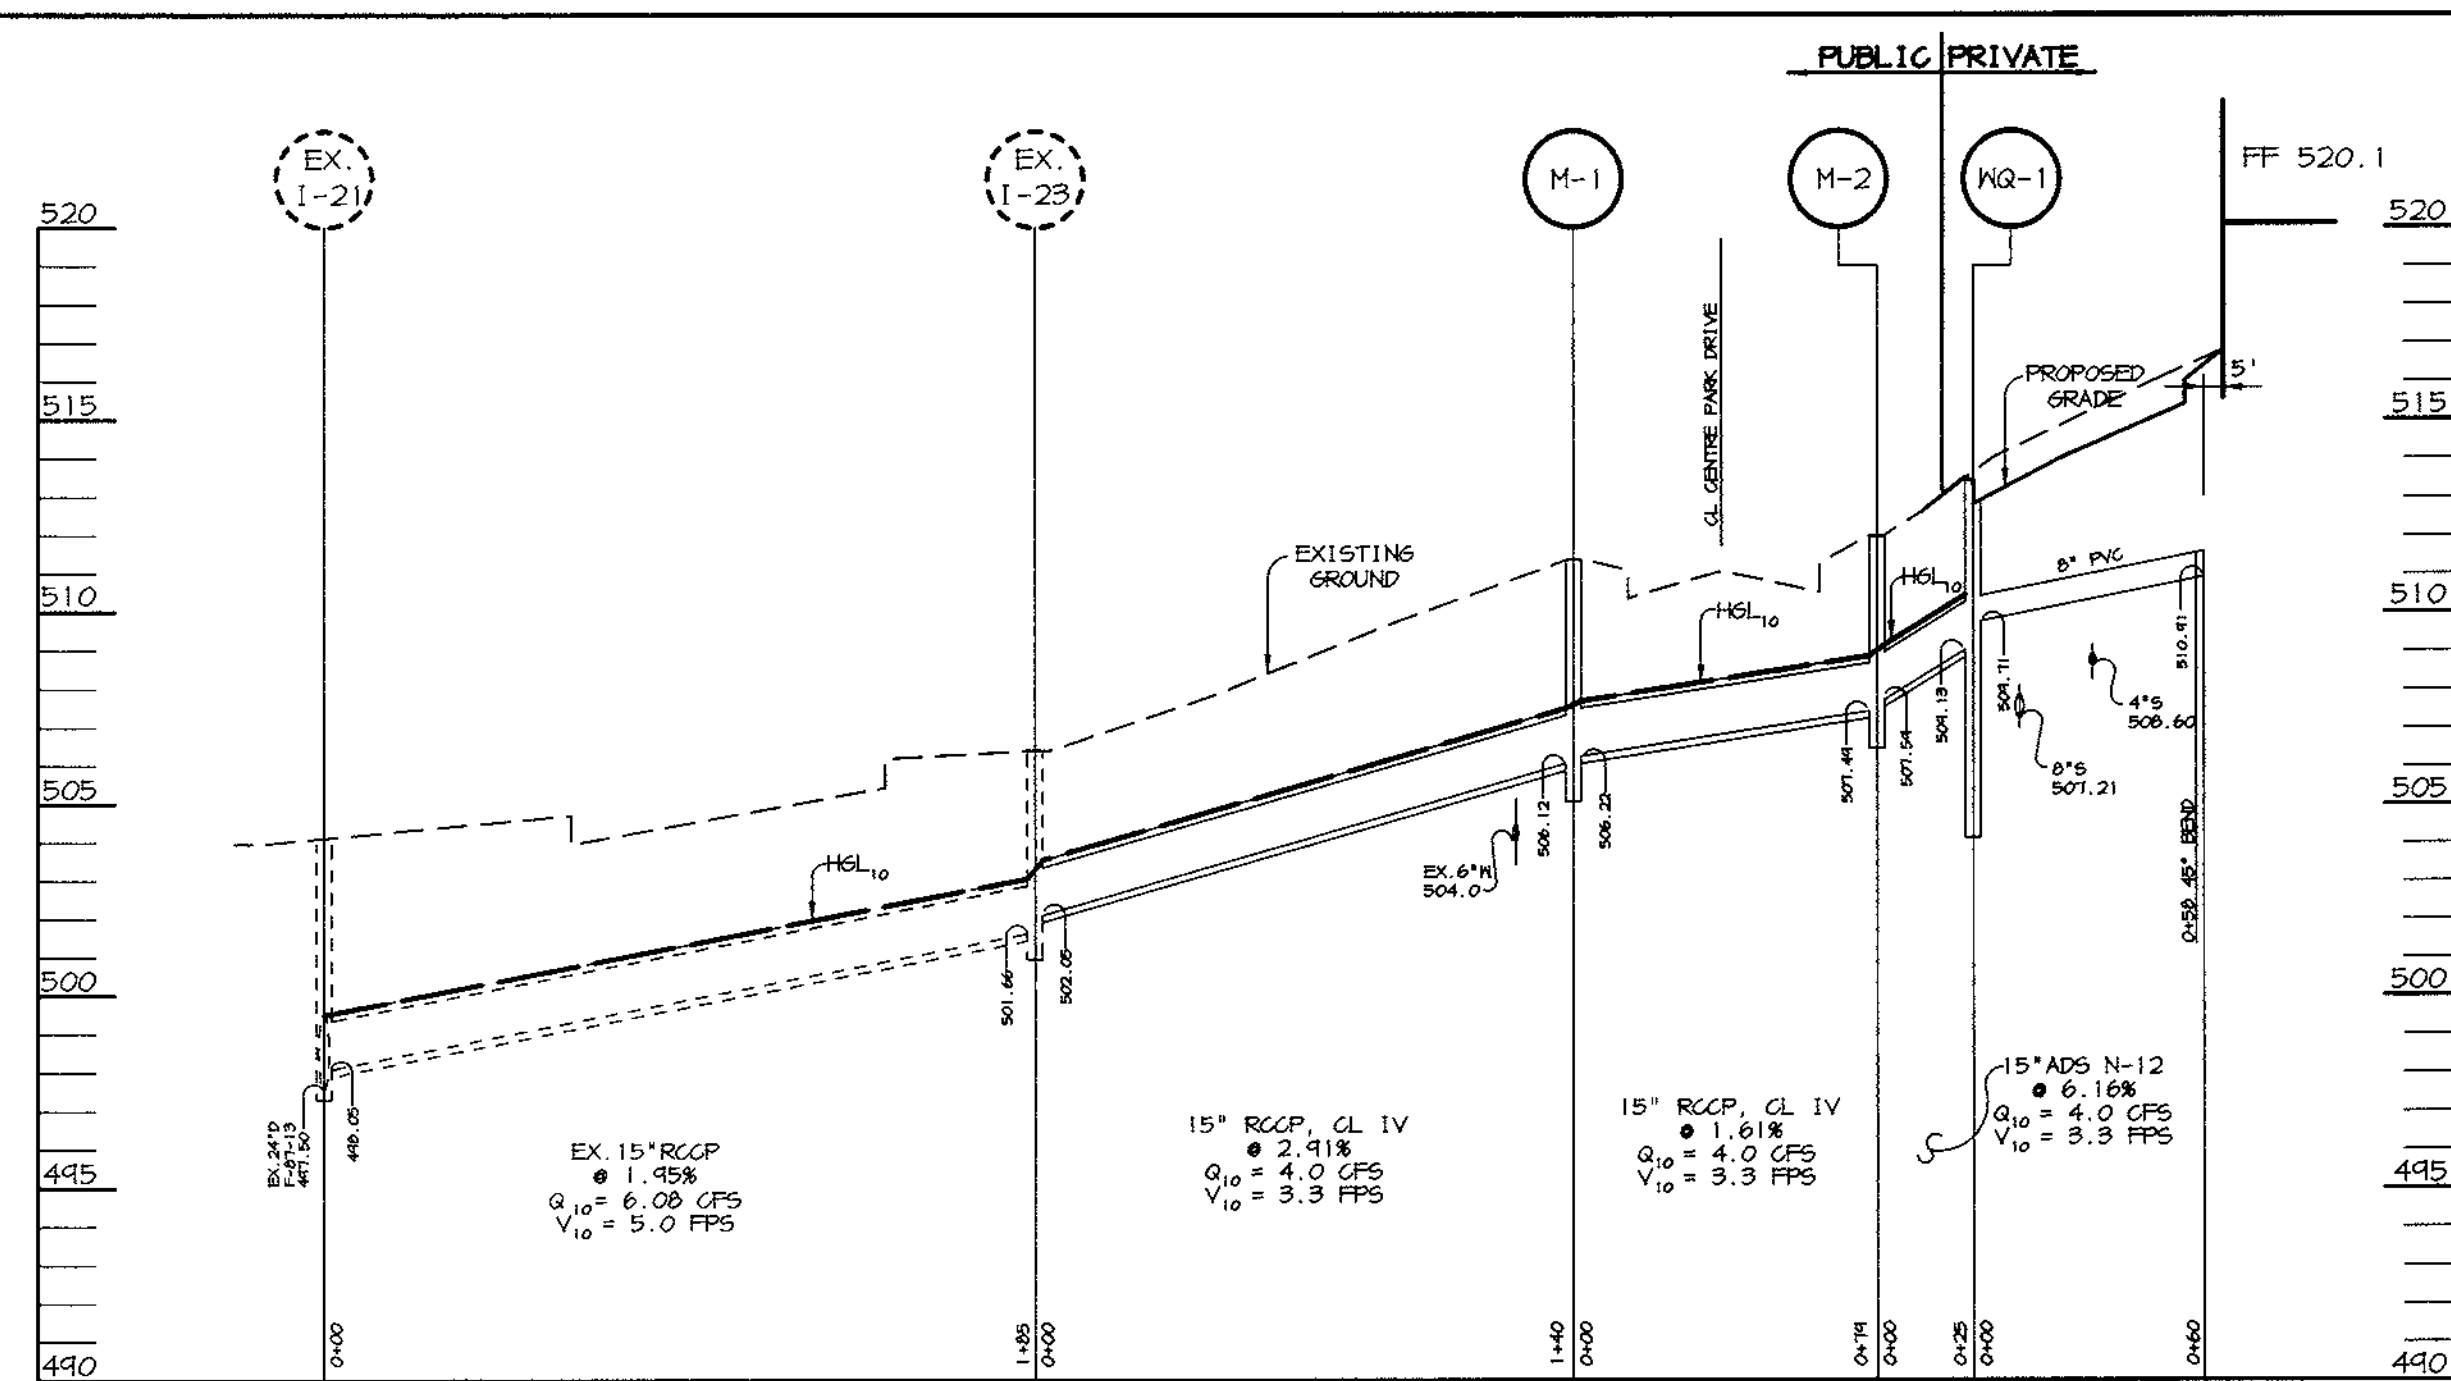 PUBLIC PRIVATE
EX.
I-21
EX.
I-23
M-1
M-2
WQ-1
FF 520.1
520
515
510
505
500
495
490
520
515
510
505
500
495
490
CL CENTRE PARK DRIVE
PROPOSED
GRADE
5'
EXISTING
GROUND
HGL10
HGL10
HGL10
8" PVC
EX.6"W
504.0
4"S
508.60
8"S
507.21
498.05
501.66
502.05
506.12
506.22
507.49
507.59
509.13
509.71
510.91
0+58 45° BEND
EX.24"D
F-87-13
497.50
EX.15"RCCP
@ 1.95%
Q10= 6.08 CFS
V10 = 5.0 FPS
15" RCCP, CL IV
@ 2.91%
Q10 = 4.0 CFS
V10 = 3.3 FPS
15" RCCP, CL IV
@ 1.61%
Q10 = 4.0 CFS
V10 = 3.3 FPS
15"ADS N-12
@ 6.16%
Q10 = 4.0 CFS
V10 = 3.3 FPS
0+00
1+85
0+00
1+40
0+00
0+79
0+00
0+25
0+00
0+60